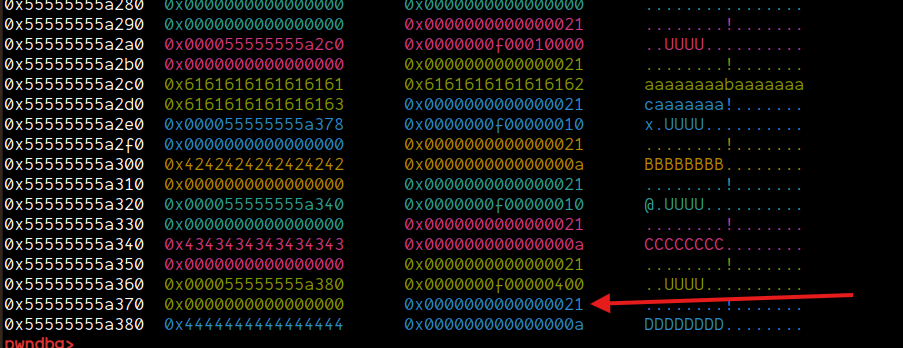 0x55555555a280 0x0000000000000000 0x0000000000000000 ................
0x55555555a290 0x0000000000000000 0x0000000000000021 ........!.......
0x55555555a2a0 0x000055555555a2c0 0x0000000f00010000 ..UUUU..........
0x55555555a2b0 0x0000000000000000 0x0000000000000021 ........!.......
0x55555555a2c0 0x6161616161616161 0x6161616161616162 aaaaaaaabaaaaaaa
0x55555555a2d0 0x6161616161616163 0x0000000000000021 caaaaaaa!.......
0x55555555a2e0 0x000055555555a378 0x0000000f00000010 x.UUUU..........
0x55555555a2f0 0x0000000000000000 0x0000000000000021 ........!.......
0x55555555a300 0x4242424242424242 0x000000000000000a BBBBBBBB........
0x55555555a310 0x0000000000000000 0x0000000000000021 ........!.......
0x55555555a320 0x000055555555a340 0x0000000f00000010 @.UUUU..........
0x55555555a330 0x0000000000000000 0x0000000000000021 ........!.......
0x55555555a340 0x4343434343434343 0x000000000000000a CCCCCCCC........
0x55555555a350 0x0000000000000000 0x0000000000000021 ........!.......
0x55555555a360 0x000055555555a380 0x0000000f00000400 ..UUUU..........
0x55555555a370 0x0000000000000000 0x0000000000000021 ........!.......
0x55555555a380 0x4444444444444444 0x000000000000000a DDDDDDDD........
pwndbg>